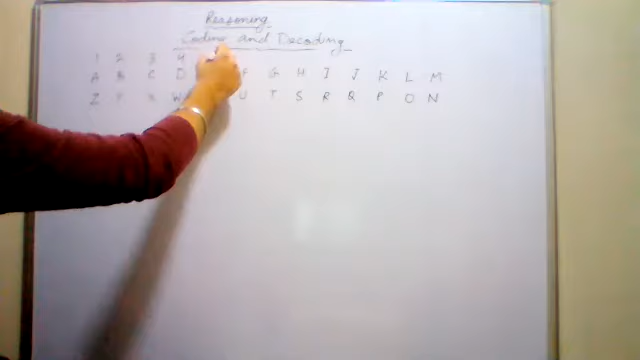 Reasoning
Coding and Decoding
1 2 3 4
A B C D F G H I J K L M
Z Y X W U T S R Q P O N